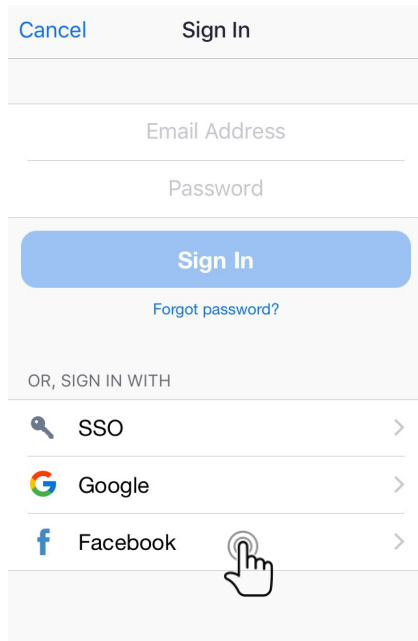 Cancel Sign In
Email Address
Password
Sign In
Forgot password?
OR, SIGN IN WITH
SSO
Google
Facebook